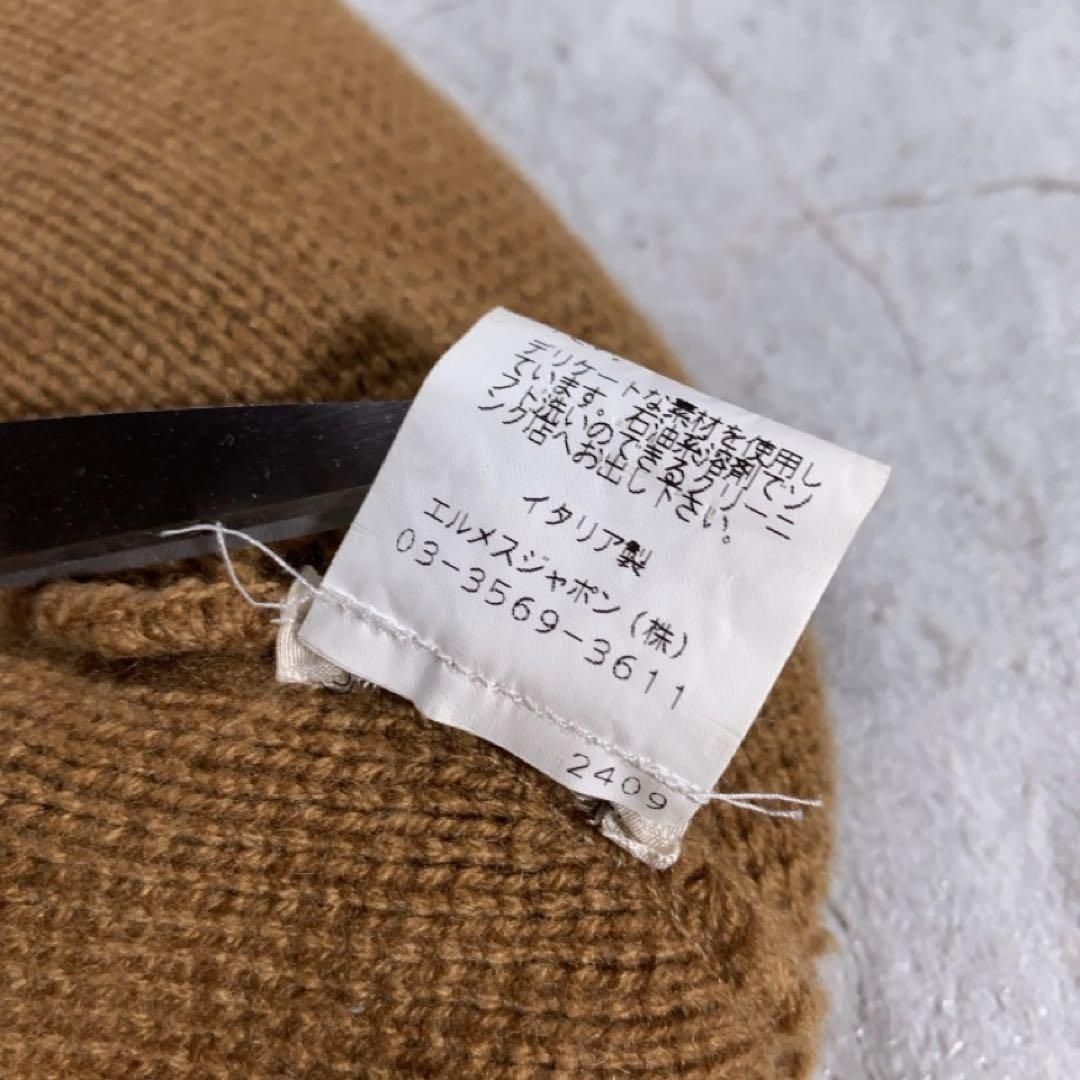 デリケートな素材を使用し
ています。石油系溶剤でソ
フト洗いのできるクリーニ
ング店へお出し下さい。
イタリア製
エルメスジャポン(株)
03-3569-3611
2409